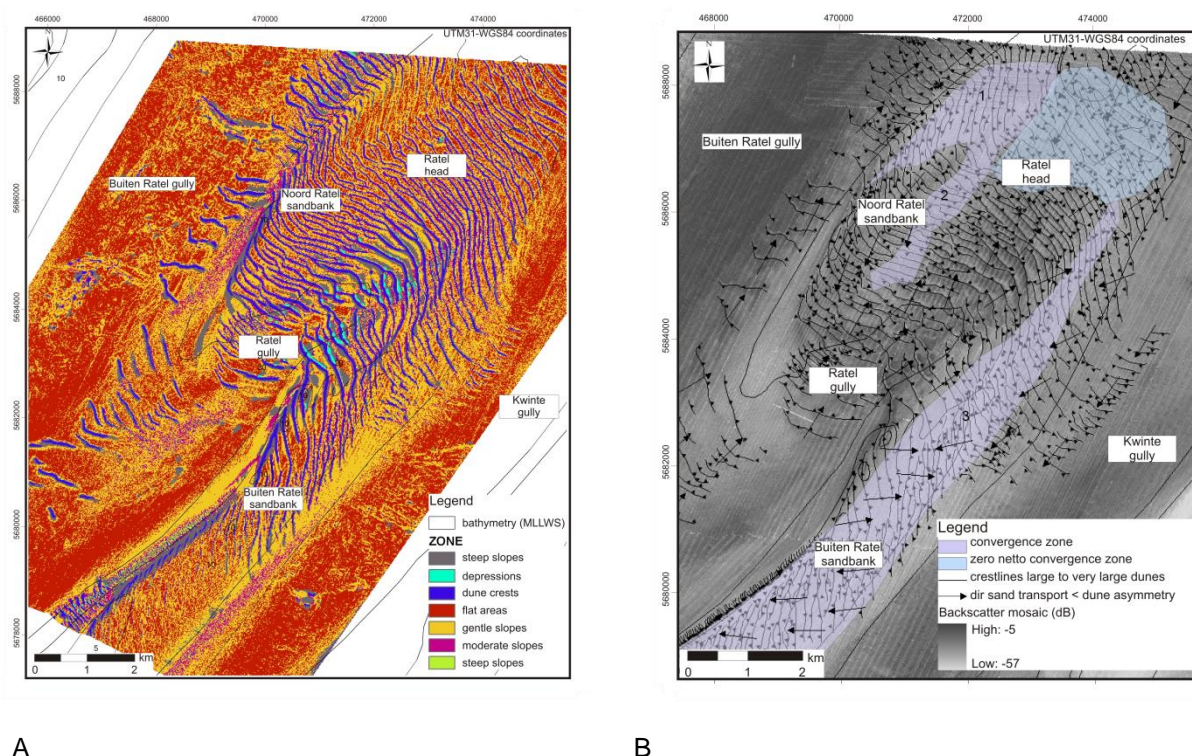 466000 468000 470000 472000 474000
UTM31-WGS84 coordinates
N
10
5688000
5686000
5684000
5682000
5680000
5678000
Buiten Ratel gully
Ratel
head
Noord Ratel
sandbank
Ratel
gully
Kwinte
gully
Buiten Ratel
sandbank
Legend
bathymetry (MLLWS)
ZONE
steep slopes
depressions
dune crests
flat areas
gentle slopes
moderate slopes
steep slopes
5
km
0 1 2
A
468000 470000 472000 474000
UTM31-WGS84 coordinates
N
5688000
5686000
5684000
5682000
5680000
Buiten Ratel gully
1
Ratel
head
2
Noord Ratel
sandbank
Ratel
gully
3
Kwinte
gully
Buiten Ratel
sandbank
Legend
convergence zone
zero netto convergence zone
crestlines large to very large dunes
dir sand transport < dune asymmetry
Backscatter mosaic (dB)
High: -5
Low: -57
km
0 1 2
B